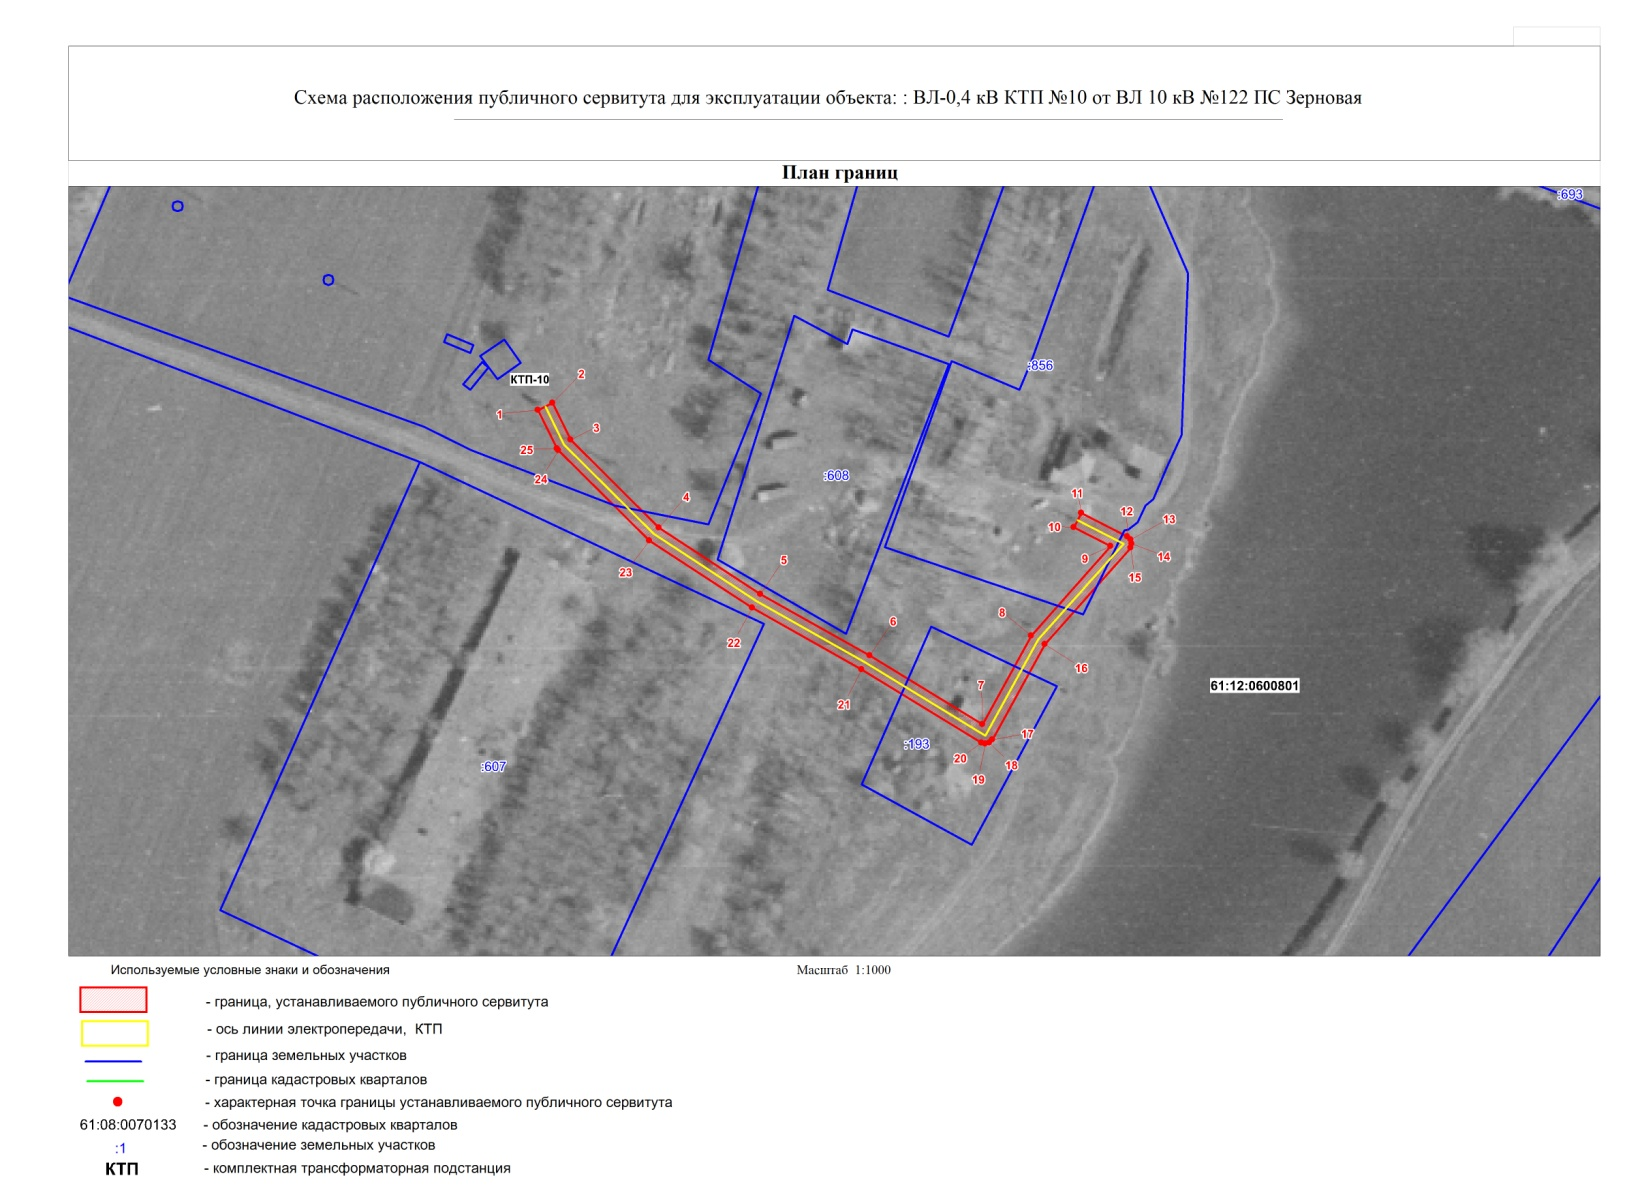 Схема расположения публичного сервитута для эксплуатации объекта: : ВЛ-0,4 кВ КТП №10 от ВЛ 10 кВ №122 ПС Зерновая
План границ
:693
:856
КТП-10
2
1
3
25
:608
24
4
11
12
13
10
14
9
5
23
15
8
6
22
16
7
61:12:0600801
21
17
:193
20
18
:607
19
Используемые условные знаки и обозначения
Масштаб 1:1000
- граница, устанавливаемого публичного сервитута
- ось линии электропередачи, КТП
- граница земельных участков
- граница кадастровых кварталов
- характерная точка границы устанавливаемого публичного сервитута
61:08:0070133 - обозначение кадастровых кварталов
:1 - обозначение земельных участков
КТП - комплектная трансформаторная подстанция